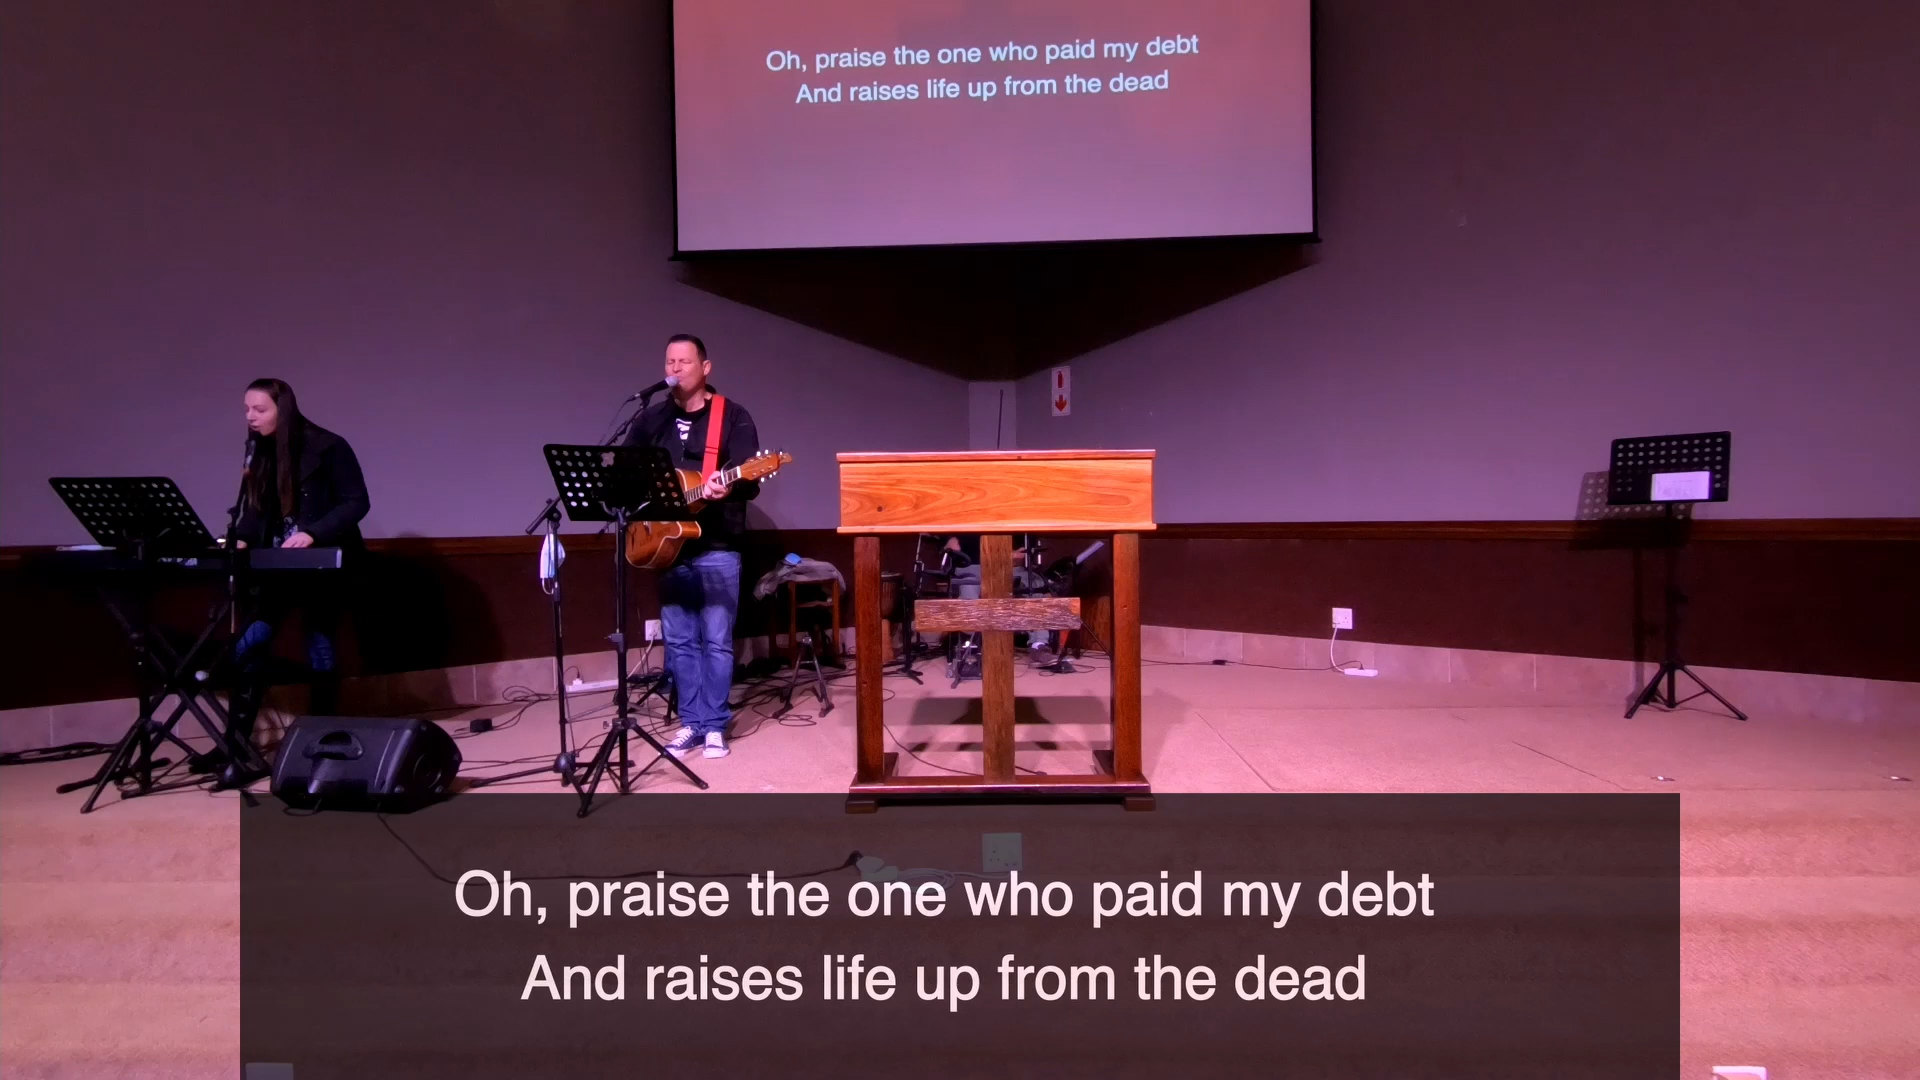 Oh, praise the one who paid my debt
And raises life up from the dead
Oh, praise the one who paid my debt
And raises life up from the dead